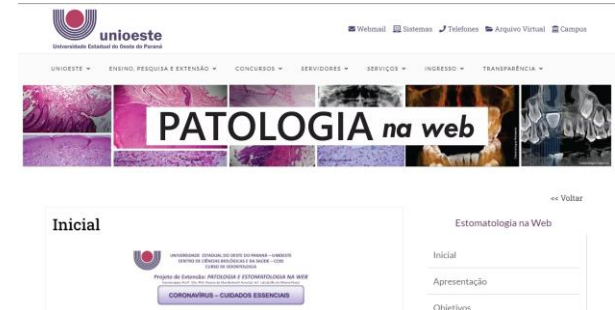 unioeste
Universidade Estadual do Oeste do Paraná
Webmail Sistemas Telefones Arquivo Virtual Campus
UNIOESTE ENSINO, PESQUISA E EXTENSÃO CONCURSOS SERVIDORES SERVIÇOS INGRESSO TRANSPARÊNCIA
PATOLOGIA na web
<< Voltar
Inicial
Estomatologia na Web
UNIVERSIDADE ESTADUAL DO OESTE DO PARANÁ – UNIOESTE
CENTRO DE CIÊNCIAS BIOLÓGICAS E DA SAÚDE – CCBS
CURSO DE ODONTOLOGIA
Projeto de Extensão: PATOLOGIA E ESTOMATOLOGIA NA WEB
CORONAVÍRUS – CUIDADOS ESSENCIAIS
Inicial
Apresentação
Objetivos